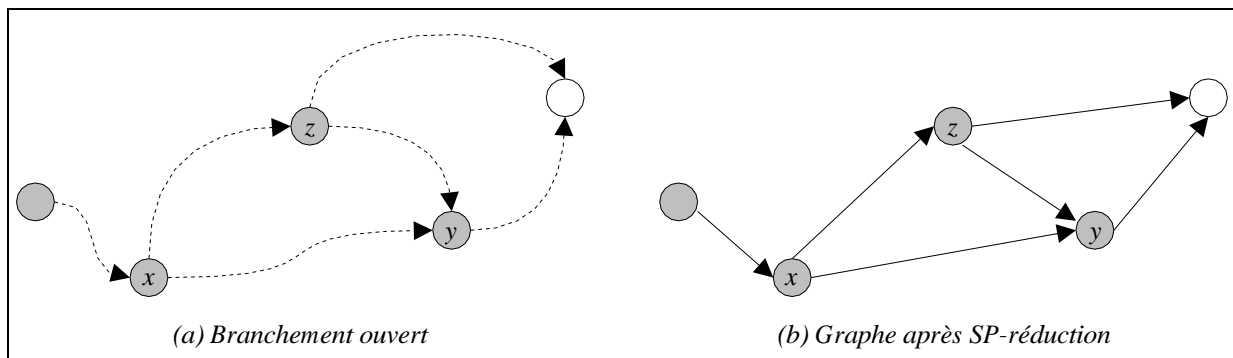 z
y
x
(a) Branchement ouvert
z
y
x
(b) Graphe après SP-réduction